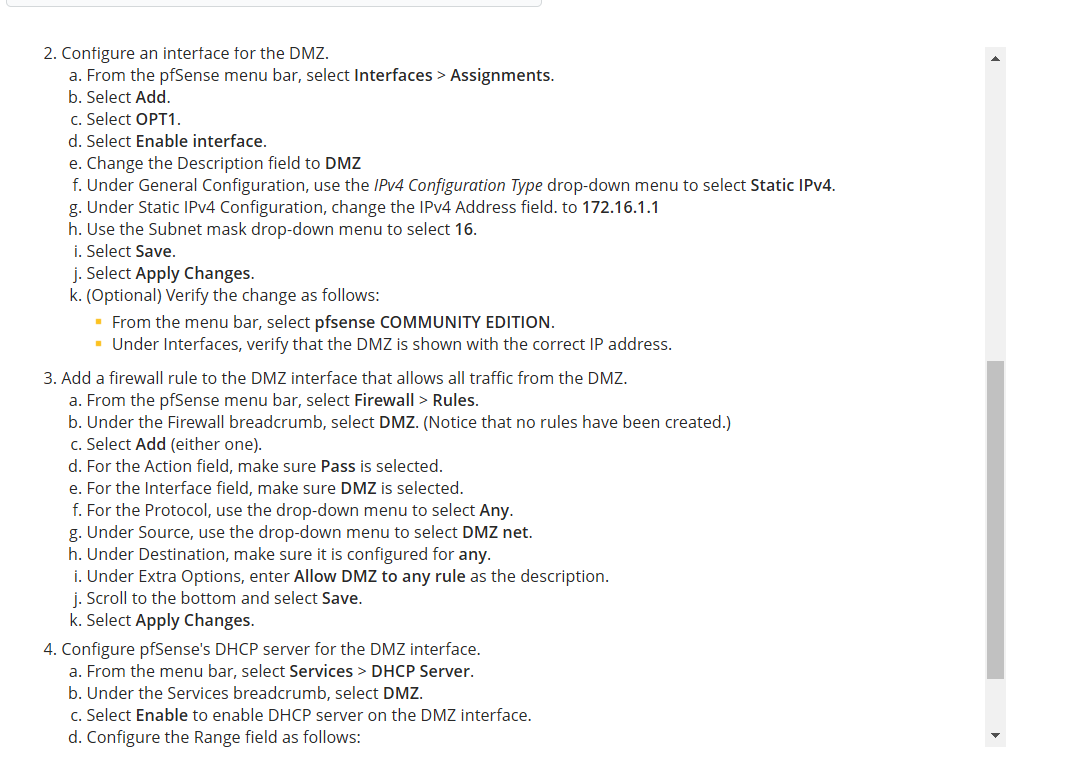 2. Configure an interface for the DMZ.
a. From the pfSense menu bar, select Interfaces > Assignments.
b. Select Add.
c. Select OPT1.
d. Select Enable interface.
e. Change the Description field to DMZ
f. Under General Configuration, use the IPv4 Configuration Type drop-down menu to select Static IPv4.
g. Under Static IPv4 Configuration, change the IPv4 Address field. to 172.16.1.1
h. Use the Subnet mask drop-down menu to select 16.
i. Select Save.
j. Select Apply Changes.
k. (Optional) Verify the change as follows:
From the menu bar, select pfsense COMMUNITY EDITION.
Under Interfaces, verify that the DMZ is shown with the correct IP address.
3. Add a firewall rule to the DMZ interface that allows all traffic from the DMZ.
a. From the pfSense menu bar, select Firewall > Rules.
b. Under the Firewall breadcrumb, select DMZ. (Notice that no rules have been created.)
c. Select Add (either one).
d. For the Action field, make sure Pass is selected.
e. For the Interface field, make sure DMZ is selected.
f. For the Protocol, use the drop-down menu to select Any.
g. Under Source, use the drop-down menu to select DMZ net.
h. Under Destination, make sure it is configured for any.
i. Under Extra Options, enter Allow DMZ to any rule as the description.
j. Scroll to the bottom and select Save.
k. Select Apply Changes.
4. Configure pfSense's DHCP server for the DMZ interface.
a. From the menu bar, select Services > DHCP Server.
b. Under the Services breadcrumb, select DMZ.
c. Select Enable to enable DHCP server on the DMZ interface.
d. Configure the Range field as follows: